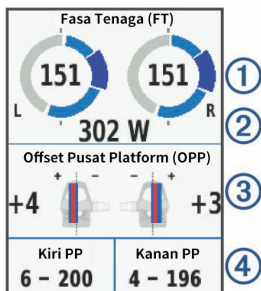 Fasa Tenaga (FT)
151 151
L R
①
302 W
②
Offset Pusat Platform (OPP)
+ - - +
+4 +3
③
Kiri PP Kanan PP
6 - 200 4 - 196
④